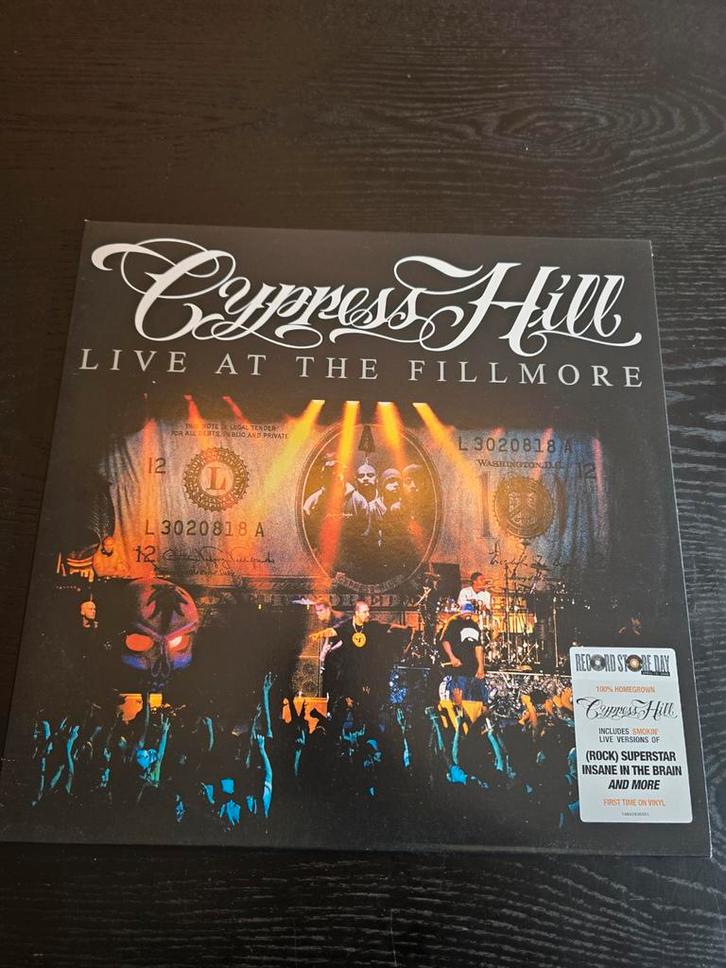 Cypress Hill
LIVE AT THE FILLMORE
THIS NOTE IS LEGAL TENDER
FOR ALL DEBTS, PUBLIC AND PRIVATE
L 3020818 A
12
WASHINGTON, D.C.
12
L
L 3020818 A
12
RECORD STORE DAY
100% HOMEGROWN
Cypress Hill
INCLUDES SMOKIN'
LIVE VERSIONS OF
(ROCK) SUPERSTAR
INSANE IN THE BRAIN
AND MORE
FIRST TIME ON VINYL